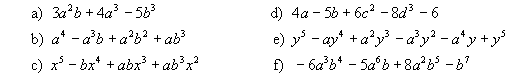 a) 3a²b + 4a³ – 5b³
d) 4a – 5b + 6c² – 8d³ – 6
b) a⁴ – a³b + a²b² + ab³
e) y⁵ – ay⁴ + a²y³ – a³y² – a⁴y + y⁵
c) x⁵ – bx⁴ + abx³ + ab³x²
f) – 6a³b⁴ – 5a⁶b + 8a²b⁵ – b⁷